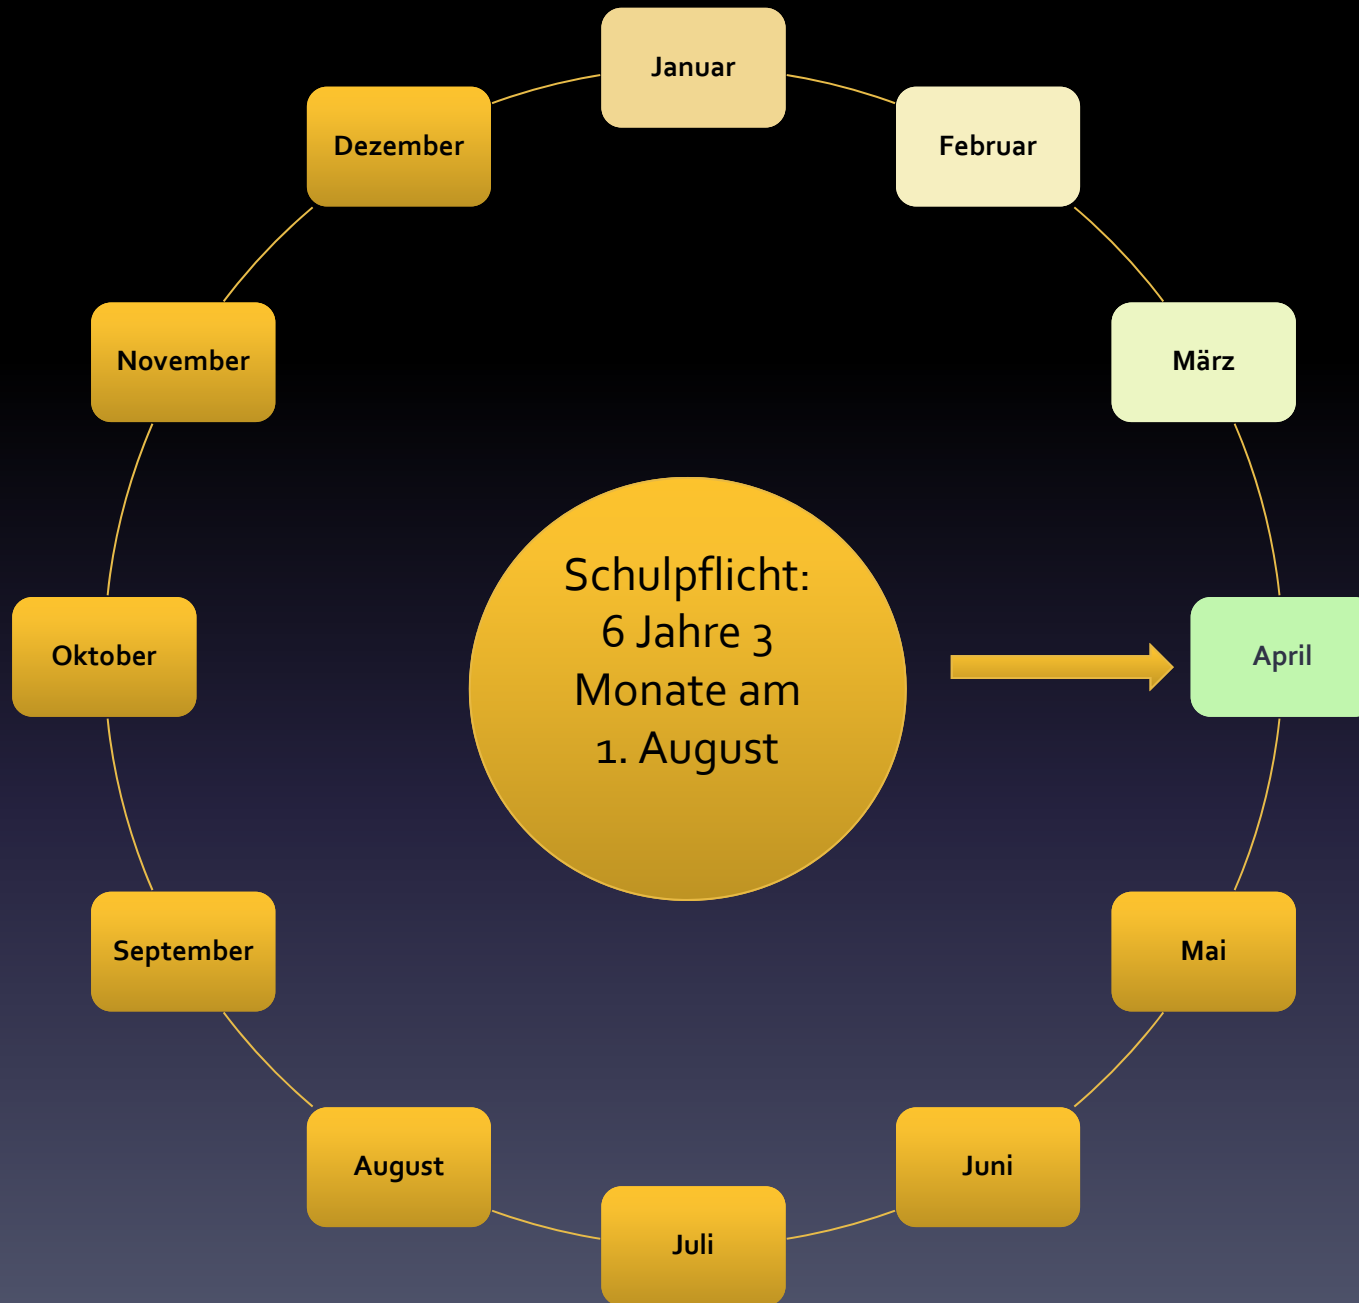 Januar
Februar
März
April
Mai
Juni
Juli
August
September
Oktober
November
Dezember
Schulpflicht:
6 Jahre 3
Monate am
1. August